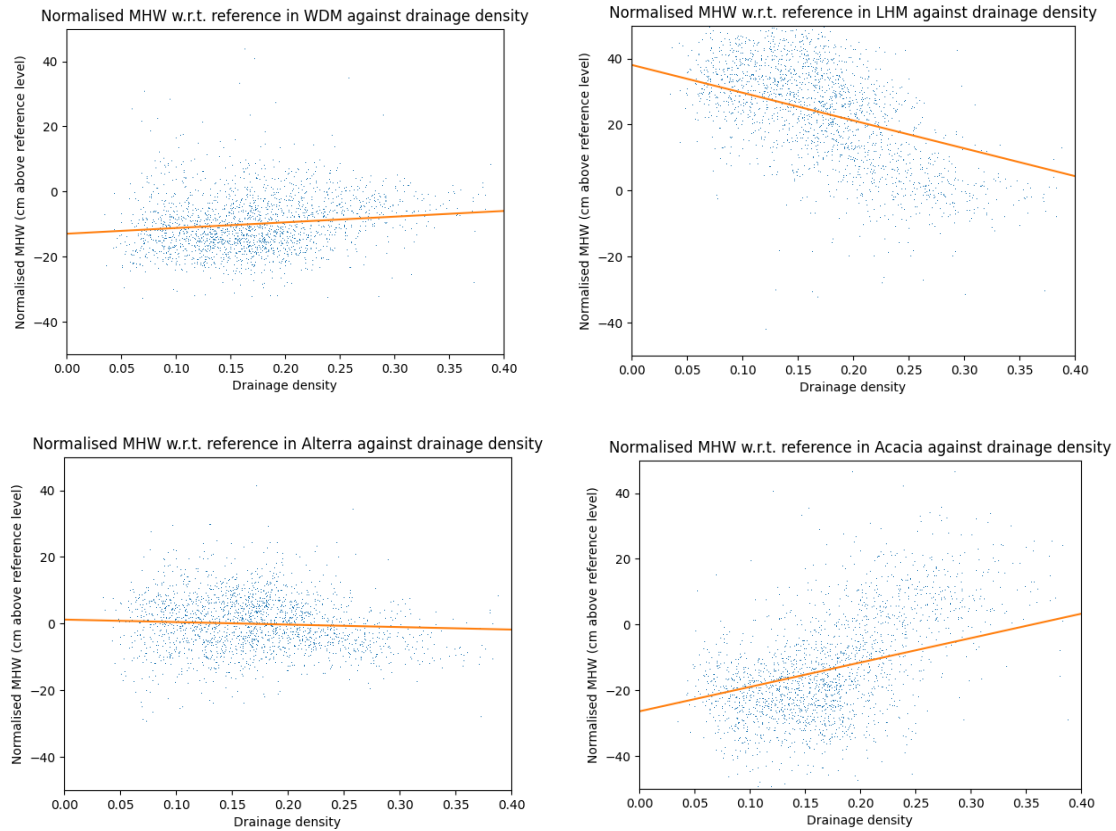 Normalised MHW w.r.t. reference in WDM against drainage density
Normalised MHW (cm above reference level)
40
20
0
−20
−40
0.00 0.05 0.10 0.15 0.20 0.25 0.30 0.35 0.40
Drainage density
Normalised MHW w.r.t. reference in LHM against drainage density
Normalised MHW (cm above reference level)
40
20
0
−20
−40
0.00 0.05 0.10 0.15 0.20 0.25 0.30 0.35 0.40
Drainage density
Normalised MHW w.r.t. reference in Alterra against drainage density
Normalised MHW (cm above reference level)
40
20
0
−20
−40
0.00 0.05 0.10 0.15 0.20 0.25 0.30 0.35 0.40
Drainage density
Normalised MHW w.r.t. reference in Acacia against drainage density
Normalised MHW (cm above reference level)
40
20
0
−20
−40
0.00 0.05 0.10 0.15 0.20 0.25 0.30 0.35 0.40
Drainage density